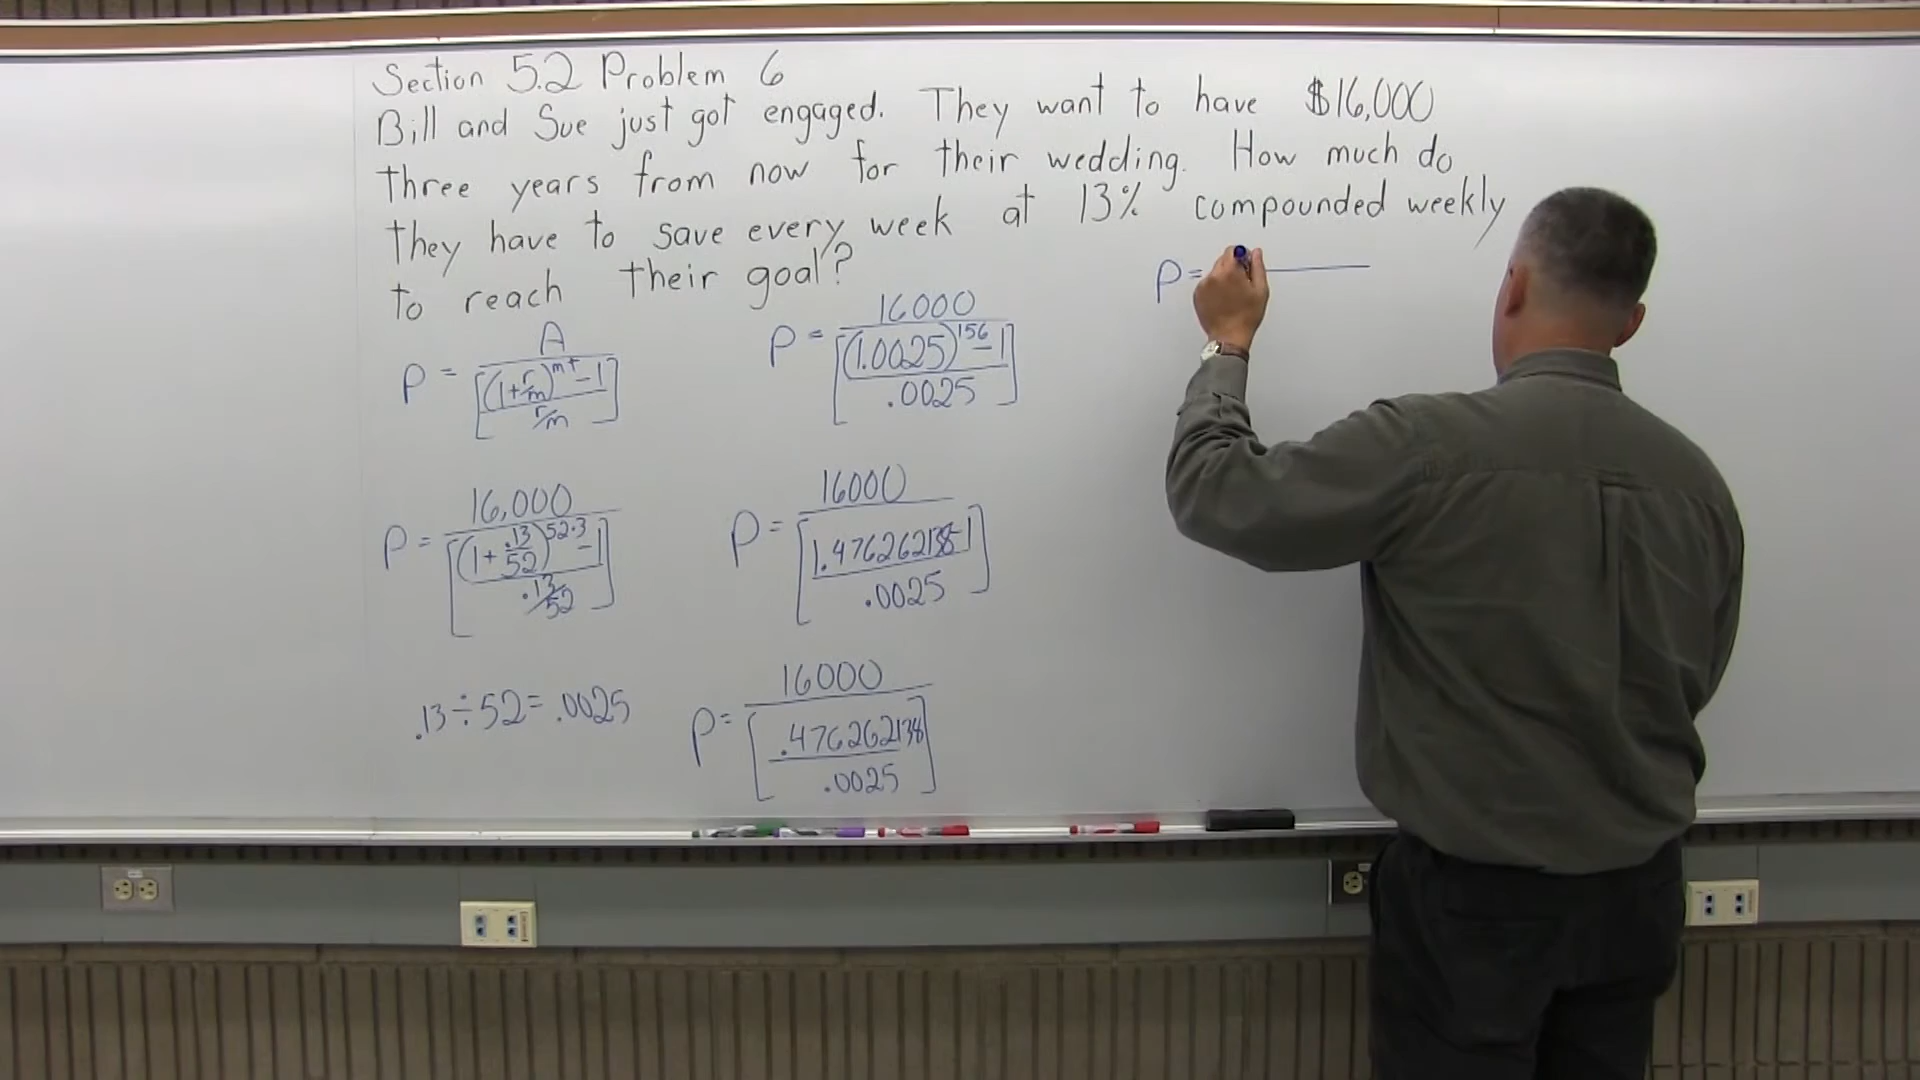 Section 5.2 Problem 6
Bill and Sue just got engaged. They want to have $16,000
three years from now for their wedding. How much do
they have to save every week at 13% compounded weekly
to reach their goal?
P = A / [((1+r/m)^mt - 1) / (r/m)]
P = 16,000 / [((1+.13/52)^52·3 - 1) / (.13/52)]
.13÷52=.0025
P = 16000 / [((1.0025)^156 - 1) / .0025]
P = 16000 / [(1.476262138-1) / .0025]
P = 16000 / [.476262138 / .0025]
P=